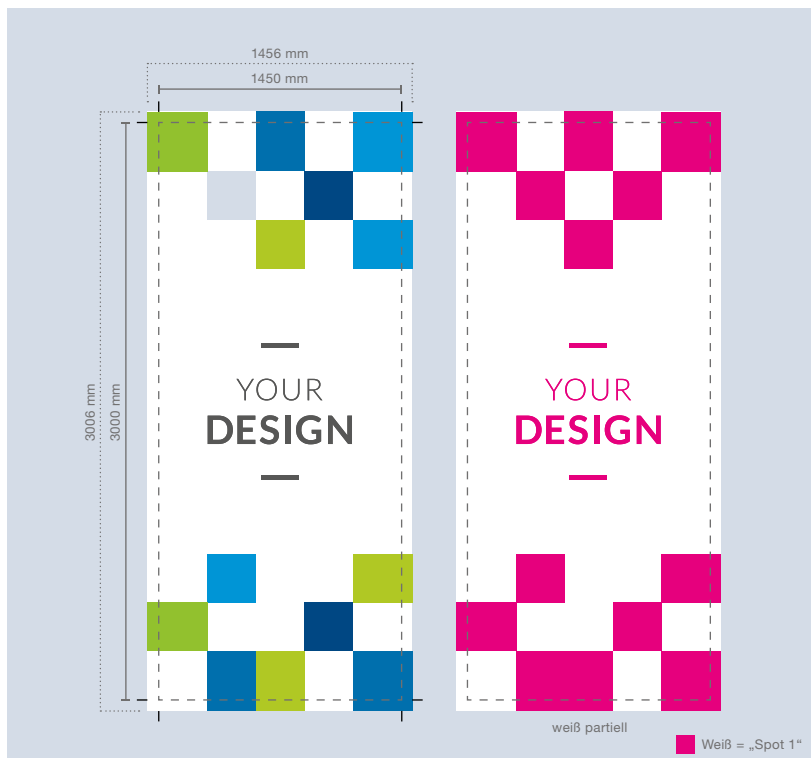 1456 mm
1450 mm
3006 mm
3000 mm
YOUR
DESIGN
YOUR
DESIGN
weiß partiell
Weiß = „Spot 1“